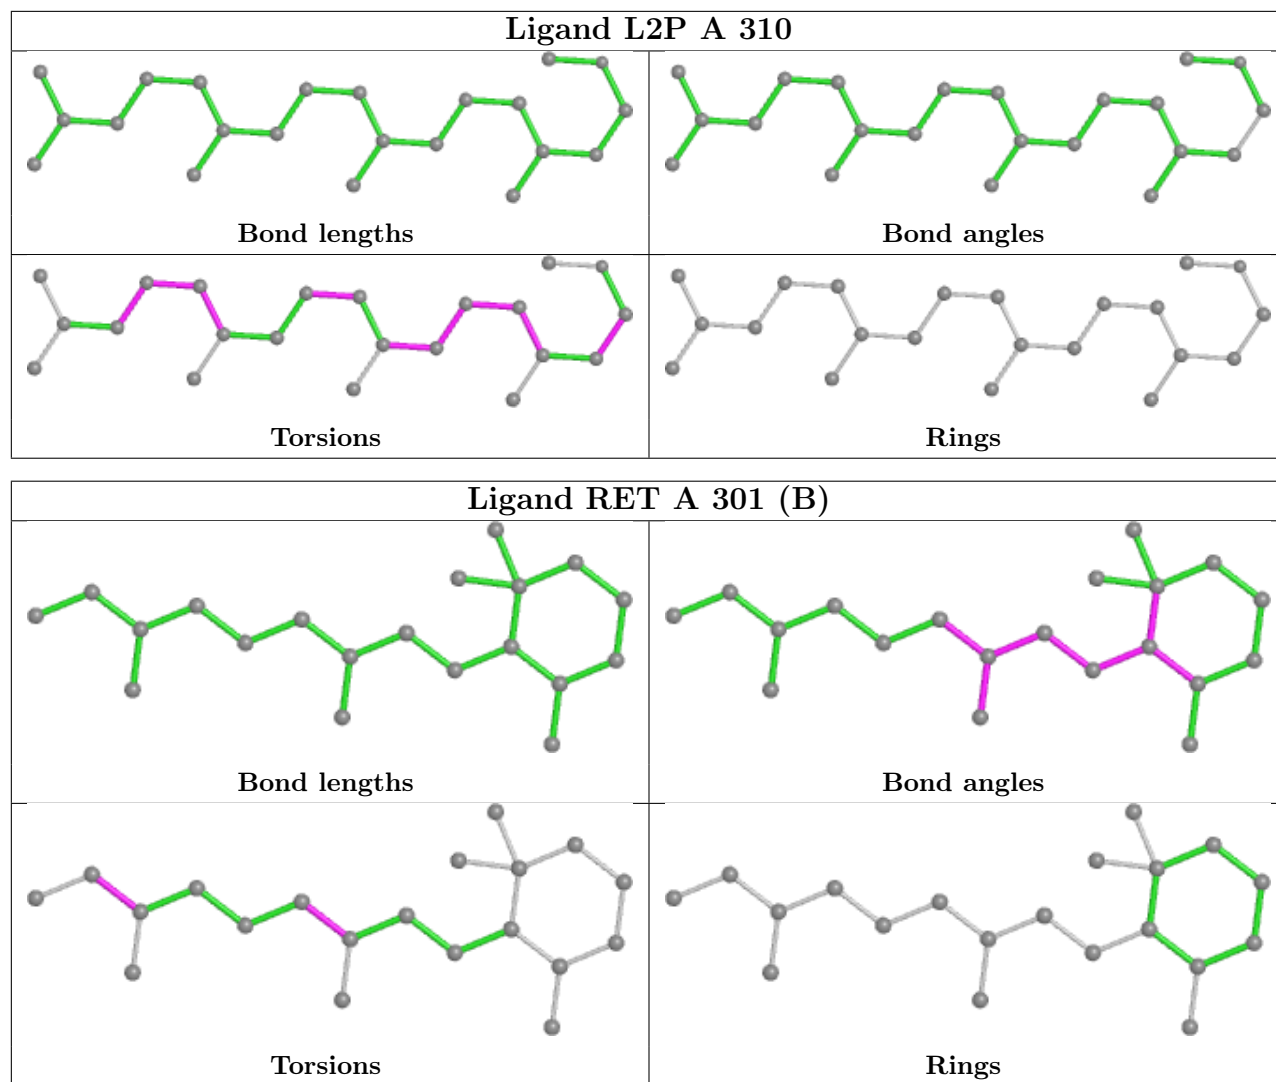 Ligand L2P A 310
Bond lengths
Bond angles
Torsions
Rings
Ligand RET A 301 (B)
Bond lengths
Bond angles
Torsions
Rings